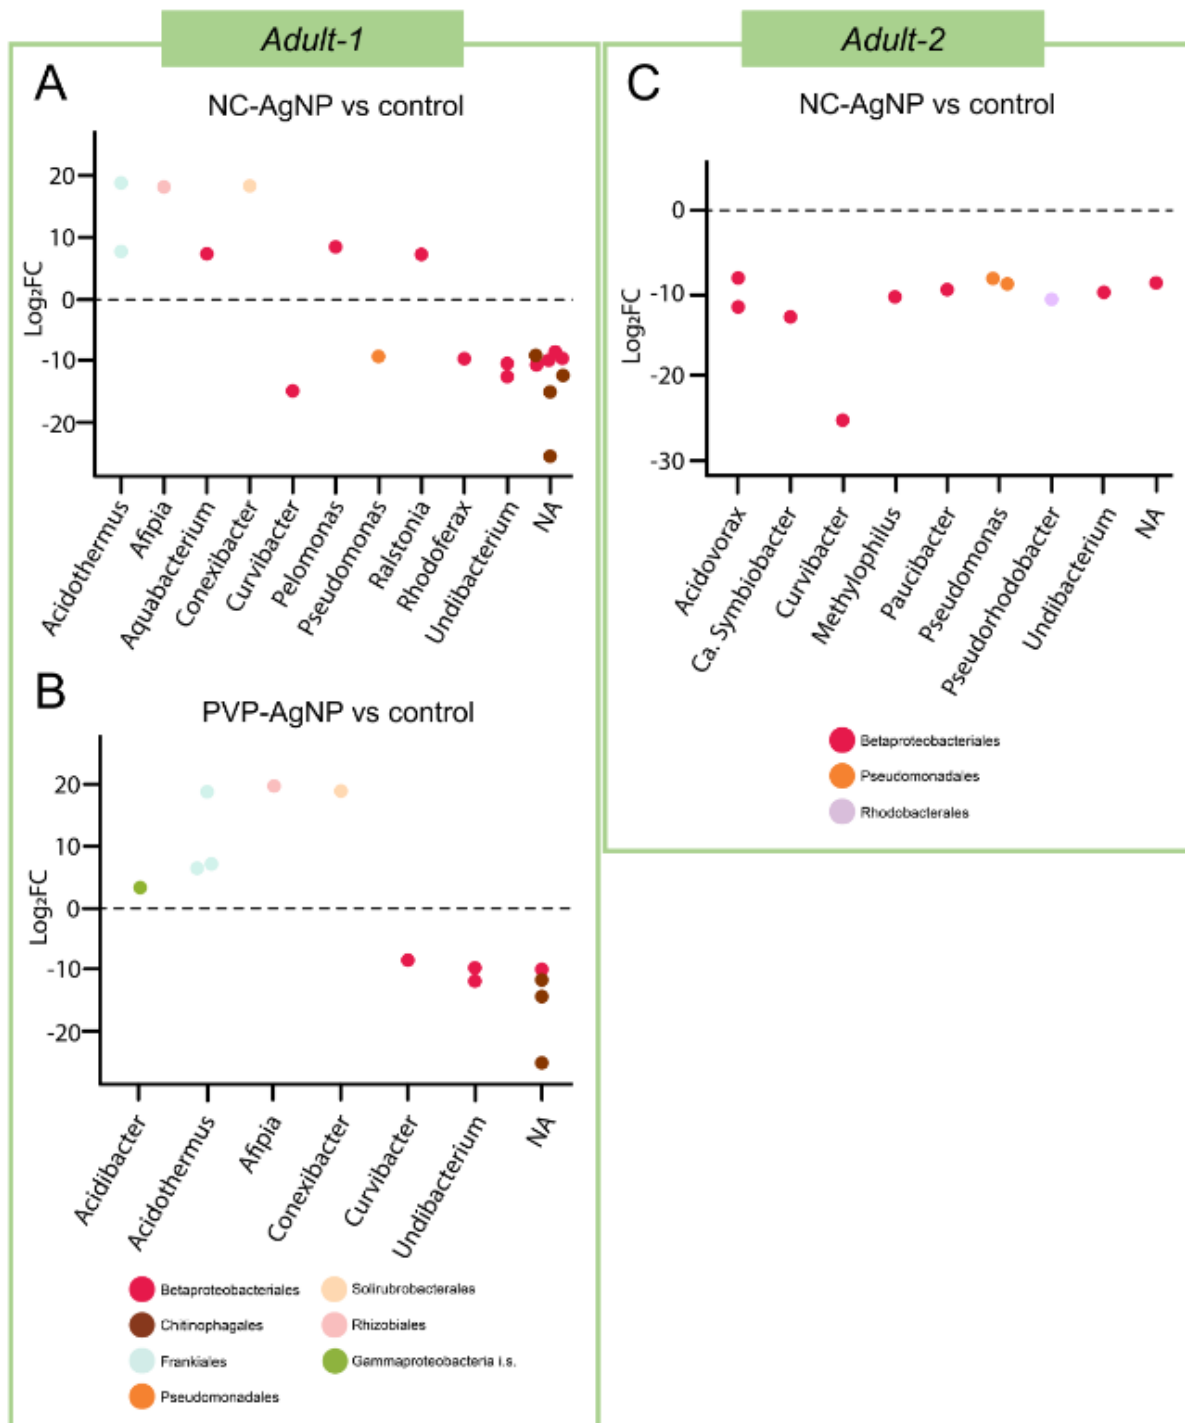 Adult-1
A
NC-AgNP vs control
20
10
0
-10
-20
Log₂FC
Acidothermus
Afipia
Aquabacterium
Conexibacter
Curvibacter
Pelomonas
Pseudomonas
Ralstonia
Rhodoferax
Undibacterium
NA
B
PVP-AgNP vs control
20
10
0
-10
-20
Log₂FC
Acidibacter
Acidothermus
Afipia
Conexibacter
Curvibacter
Undibacterium
NA
Betaproteobacteriales
Chitinophagales
Frankiales
Pseudomonadales
Solirubrobacterales
Rhizobiales
Gammaproteobacteria i.s.
Adult-2
C
NC-AgNP vs control
0
-10
-20
-30
Log₂FC
Acidovorax
Ca. Symbiobacter
Curvibacter
Methylophilus
Paucibacter
Pseudomonas
Pseudorhodobacter
Undibacterium
NA
Betaproteobacteriales
Pseudomonadales
Rhodobacterales